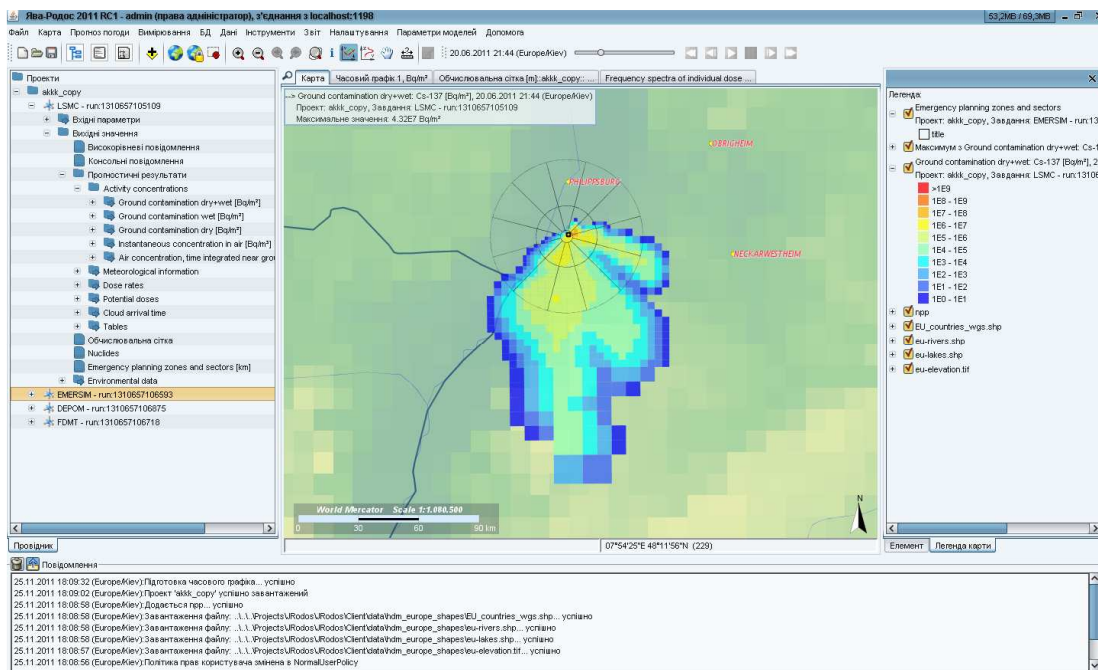 Ява-Родос 2011 RC1 - admin (права адміністратор), з'єднання з localhost:1198
53,2MB / 69,3MB
Файл Карта Прогноз погоди Вимірювання БД Дані Інструменти Звіт Налаштування Параметри моделей Допомога
20.06.2011 21:44 (Europe/Kiev)
Проекти
akkk_copy
LSMC - run:1310657105109
Вхідні параметри
Вихідні значення
Високорівневі повідомлення
Консольні повідомлення
Прогностичні результати
Activity concentrations
Ground contamination dry+wet [Bq/m²]
Ground contamination wet [Bq/m²]
Ground contamination dry [Bq/m²]
Instantaneous concentration in air [Bq/m³]
Air concentration, time integrated near grou
Meteorological information
Dose rates
Potential doses
Cloud arrival time
Tables
Обчислювальна сітка
Nuclides
Emergency planning zones and sectors [km]
Environmental data
EMERSIM - run:1310657106593
DEPOM - run:1310657106875
FDMT - run:1310657106718
Провідник
Карта Часовий графік 1, Bq/m² Обчислювальна сітка [m]::akkk_copy:: ... Frequency spectra of individual dose ...
--> Ground contamination dry+wet: Cs-137 [Bq/m²], 20.06.2011 21:44 (Europe/Kiev)
Проект: akkk_copy, Завдання: LSMC - run:1310657105109
Максимальне значення: 4.32E7 Bq/m²
OBRIGHEIM
PHILIPPSBURG
NECKARWESTHEIM
World Mercator Scale 1:1.080.500
0 30 60 90 km
N
07°54'25"E 48°11'56"N (229)
Легенда:
Emergency planning zones and sectors
Проект: akkk_copy, Завдання: EMERSIM - run:13
title
Максимум з Ground contamination dry+wet: Cs-1
Ground contamination dry+wet: Cs-137 [Bq/m²], 2
Проект: akkk_copy, Завдання: LSMC - run:13106
>1E9
1E8 - 1E9
1E7 - 1E8
1E6 - 1E7
1E5 - 1E6
1E4 - 1E5
1E3 - 1E4
1E2 - 1E3
1E1 - 1E2
1E0 - 1E1
npp
EU_countries_wgs.shp
eu-rivers.shp
eu-lakes.shp
eu-elevation.tif
Елемент Легенда карти
Повідомлення
25.11.2011 18:09:32 (Europe/Kiev):Підготовка часового графіка... успішно
25.11.2011 18:09:02 (Europe/Kiev):Проект 'akkk_copy' успішно завантажений
25.11.2011 18:08:58 (Europe/Kiev):Додається npp... успішно
25.11.2011 18:08:58 (Europe/Kiev):Завантаження файлу: ..\..\..\Projects\JRodos\Client\data\hdm_europe_shapes\EU_countries_wgs.shp... успішно
25.11.2011 18:08:58 (Europe/Kiev):Завантаження файлу: ..\..\..\Projects\JRodos\Client\data\hdm_europe_shapes\eu-rivers.shp... успішно
25.11.2011 18:08:58 (Europe/Kiev):Завантаження файлу: ..\..\..\Projects\JRodos\Client\data\hdm_europe_shapes\eu-lakes.shp... успішно
25.11.2011 18:08:57 (Europe/Kiev):Завантаження файлу: ..\..\..\Projects\JRodos\Client\data\hdm_europe_shapes\eu-elevation.tif... успішно
25.11.2011 18:08:56 (Europe/Kiev):Політика прав користувача змінена в NormalUserPolicy